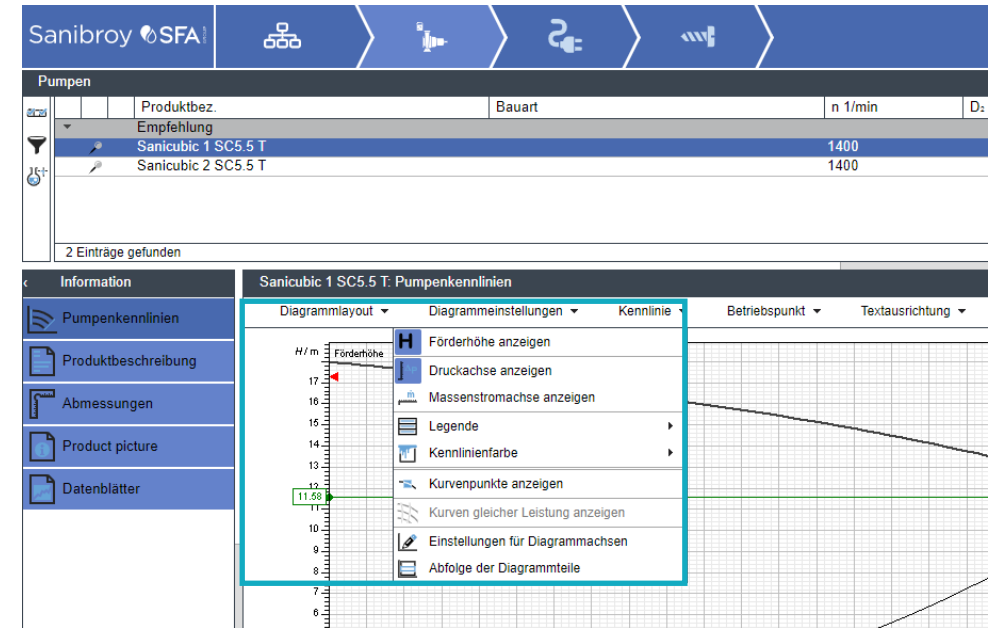 Sanibroy SFA
Pumpen
Produktbez. Bauart n 1/min D₂
Empfehlung
Sanicubic 1 SC5.5 T 1400
Sanicubic 2 SC5.5 T 1400
2 Einträge gefunden
‹ Information
Sanicubic 1 SC5.5 T: Pumpenkennlinien
Pumpenkennlinien
Produktbeschreibung
Abmessungen
Product picture
Datenblätter
Diagrammlayout Diagrammeinstellungen Kennlinie Betriebspunkt Textausrichtung
H Förderhöhe anzeigen
Druckachse anzeigen
Massenstromachse anzeigen
Legende
Kennlinienfarbe
Kurvenpunkte anzeigen
Kurven gleicher Leistung anzeigen
Einstellungen für Diagrammachsen
Abfolge der Diagrammteile
H / m Förderhöhe
17
16
15
14
13
12
11.58
11
10
9
8
7
6